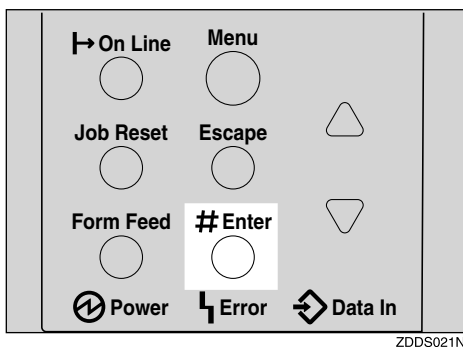 On Line Menu
Job Reset Escape
Form Feed # Enter
Power Error Data In
ZDDS021N